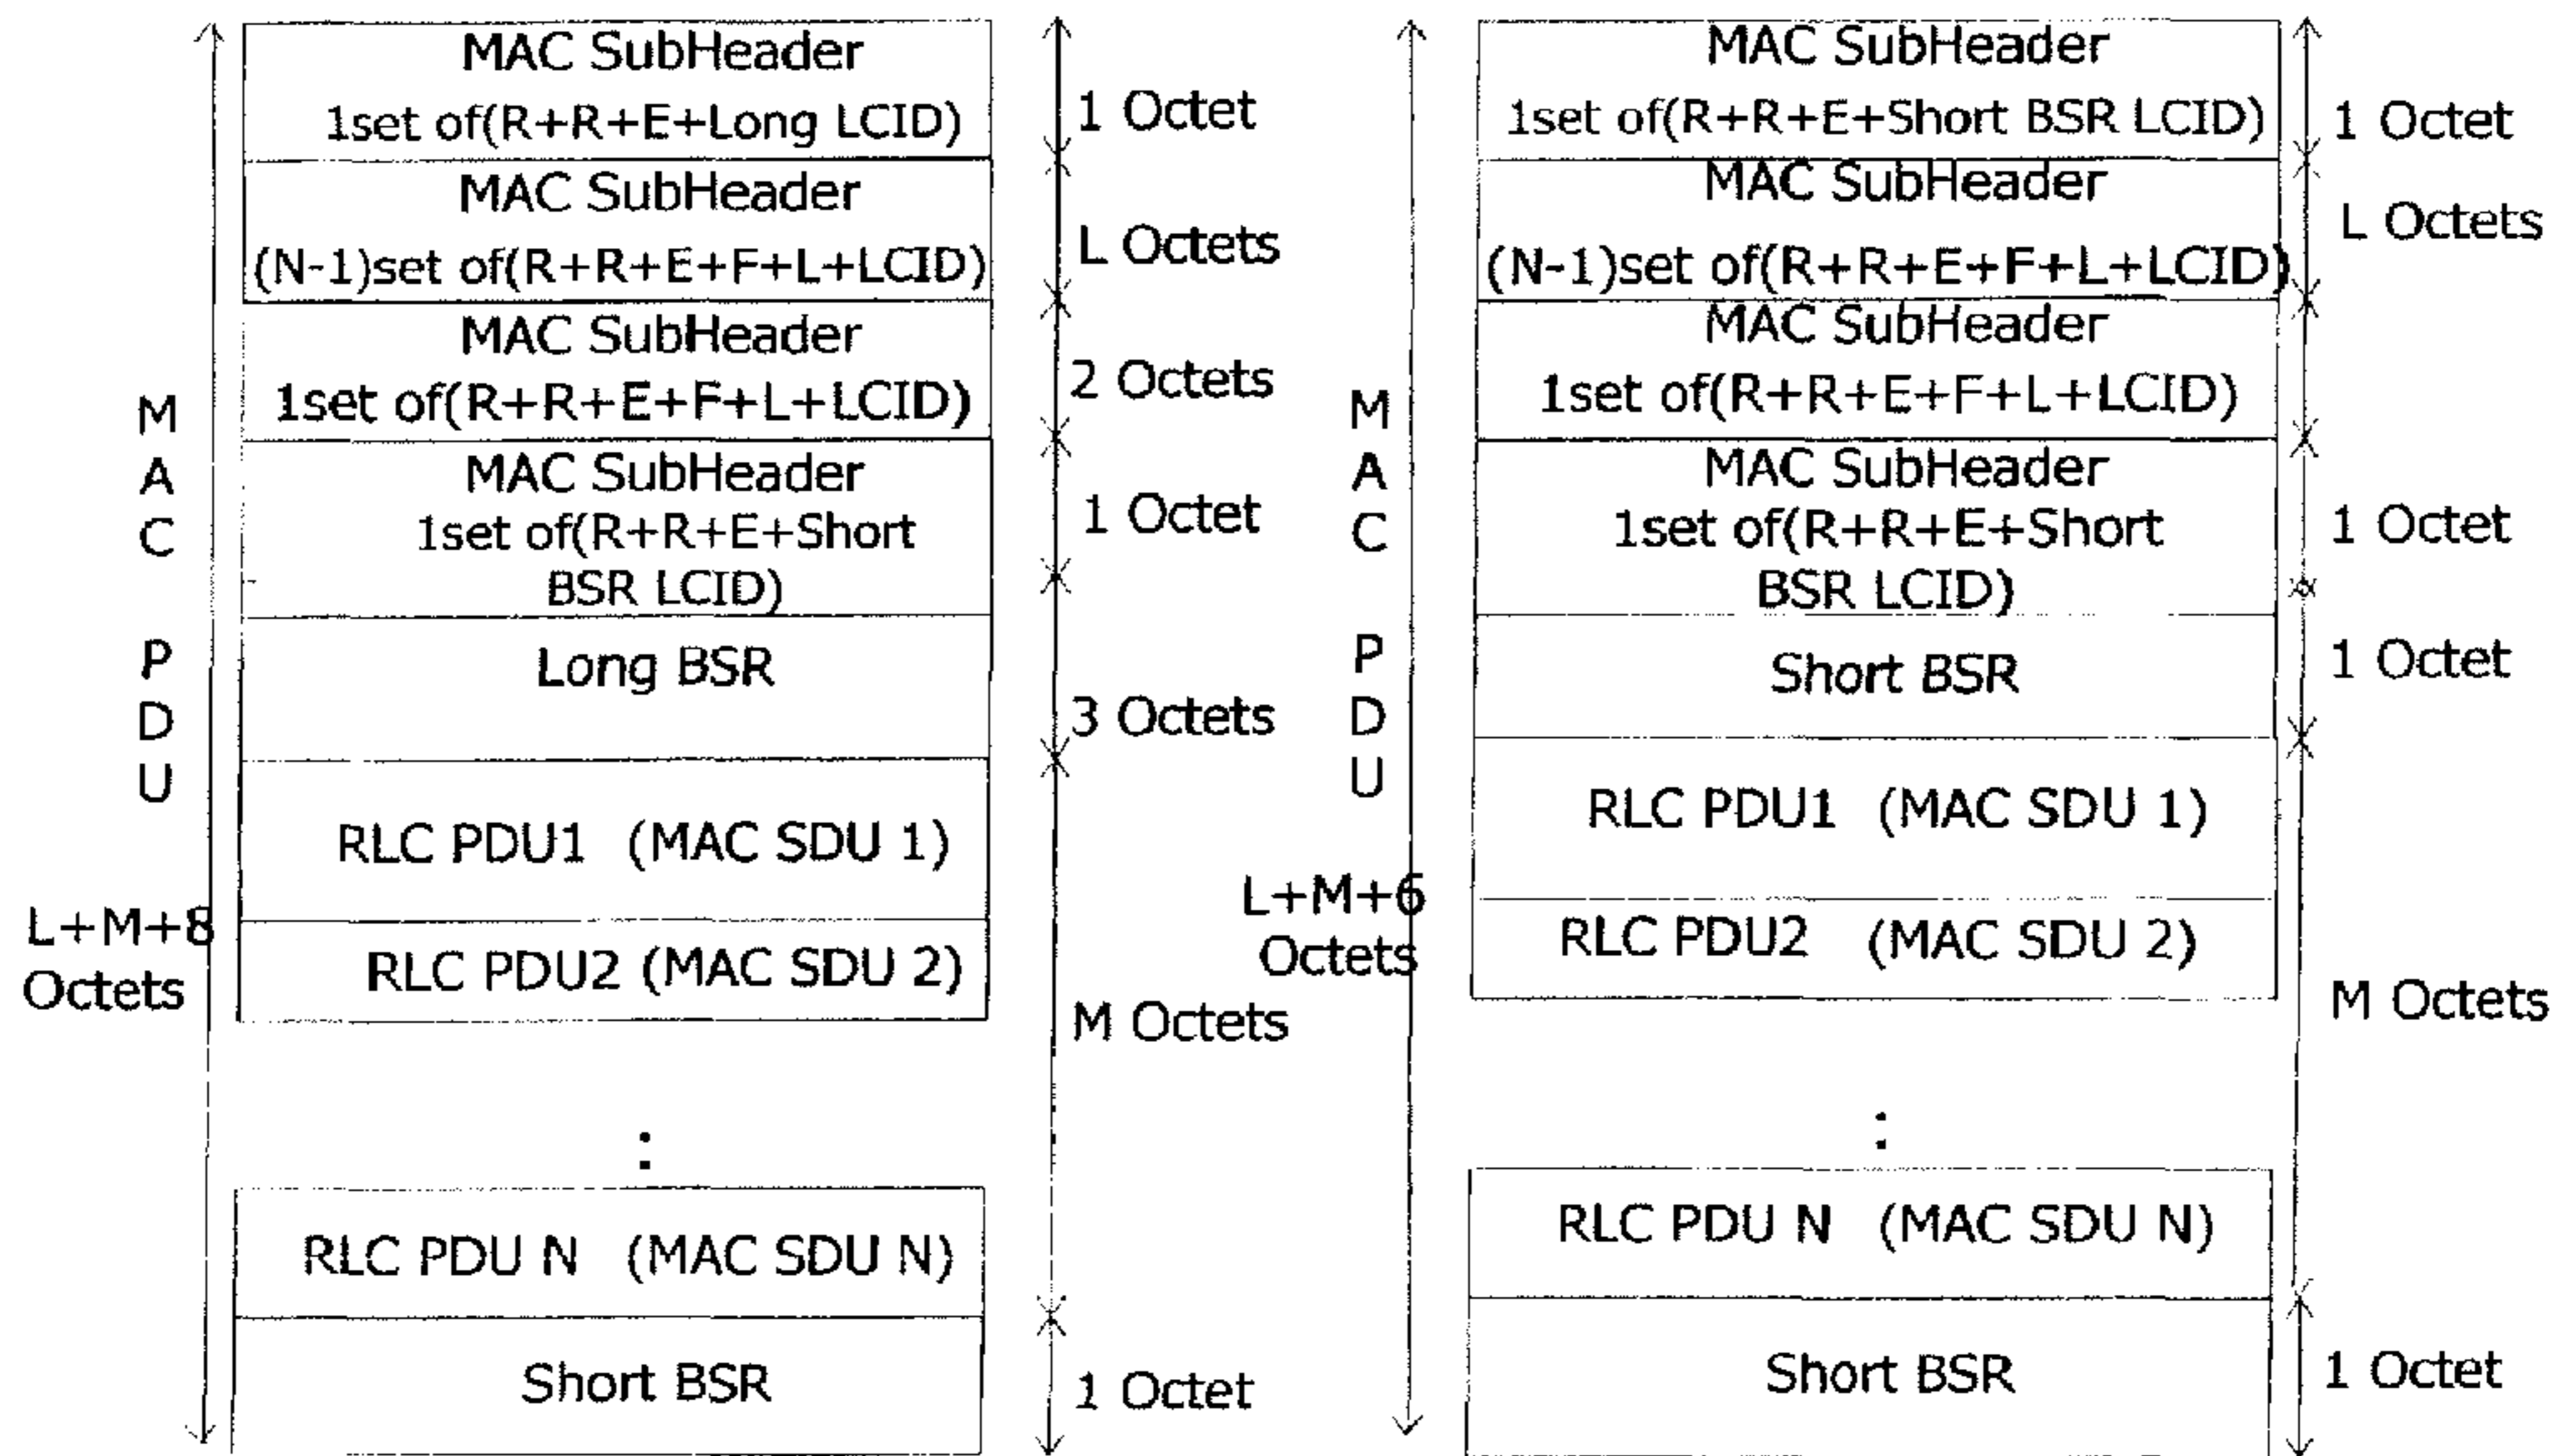 MAC SubHeader
1set of(R+R+E+Long LCID)
MAC SubHeader
(N-1)set of(R+R+E+F+L+LCID)
MAC SubHeader
1set of(R+R+E+F+L+LCID)
MAC SubHeader
1set of(R+R+E+Short
BSR LCID)
Long BSR
RLC PDU1 (MAC SDU 1)
RLC PDU2 (MAC SDU 2)
:
RLC PDU N (MAC SDU N)
Short BSR
M
A
C
P
D
U
L+M+8
Octets
1 Octet
L Octets
2 Octets
1 Octet
3 Octets
M Octets
1 Octet
MAC SubHeader
1set of(R+R+E+Short BSR LCID)
MAC SubHeader
(N-1)set of(R+R+E+F+L+LCID)
MAC SubHeader
1set of(R+R+E+F+L+LCID)
MAC SubHeader
1set of(R+R+E+Short
BSR LCID)
Short BSR
RLC PDU1 (MAC SDU 1)
RLC PDU2 (MAC SDU 2)
:
RLC PDU N (MAC SDU N)
Short BSR
M
A
C
P
D
U
L+M+6
Octets
1 Octet
L Octets
1 Octet
1 Octet
M Octets
1 Octet